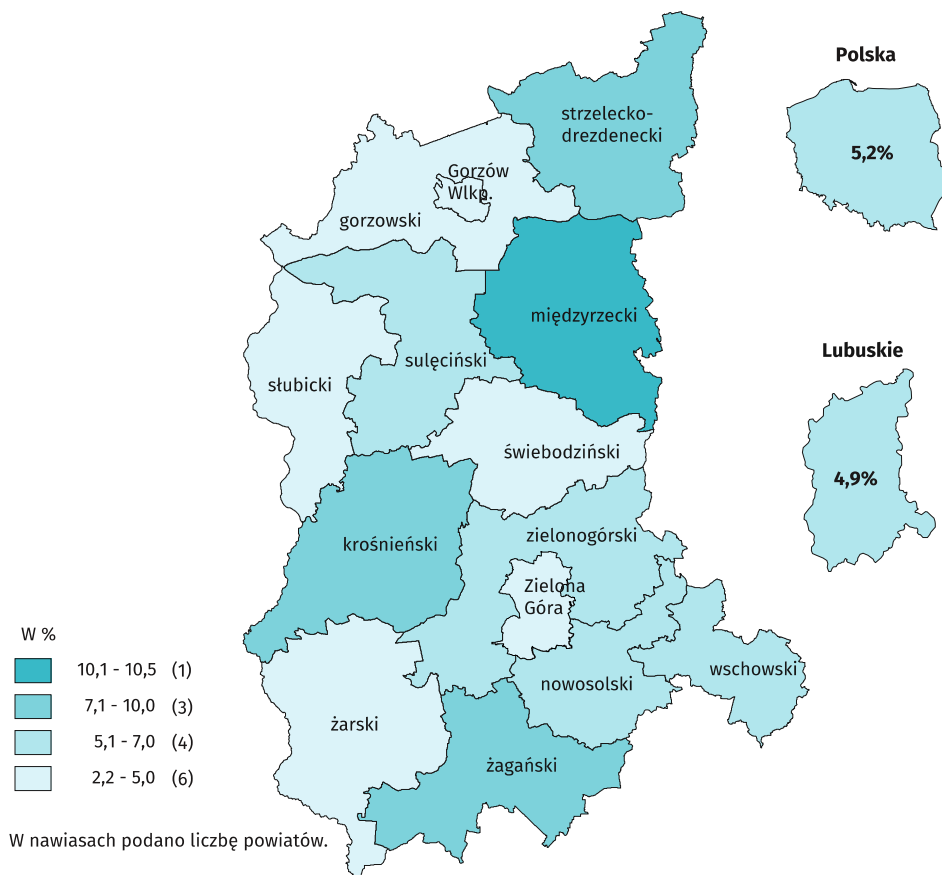 Polska
5,2%
strzelecko-
drezdenecki
Gorzów
Wlkp.
gorzowski
międzyrzecki
Lubuskie
4,9%
sulęciński
słubicki
świebodziński
zielonogórski
krośnieński
Zielona
Góra
W %
10,1 - 10,5 (1)
7,1 - 10,0 (3)
5,1 - 7,0 (4)
2,2 - 5,0 (6)
wschowski
nowosolski
żarski
żagański
W nawiasach podano liczbę powiatów.